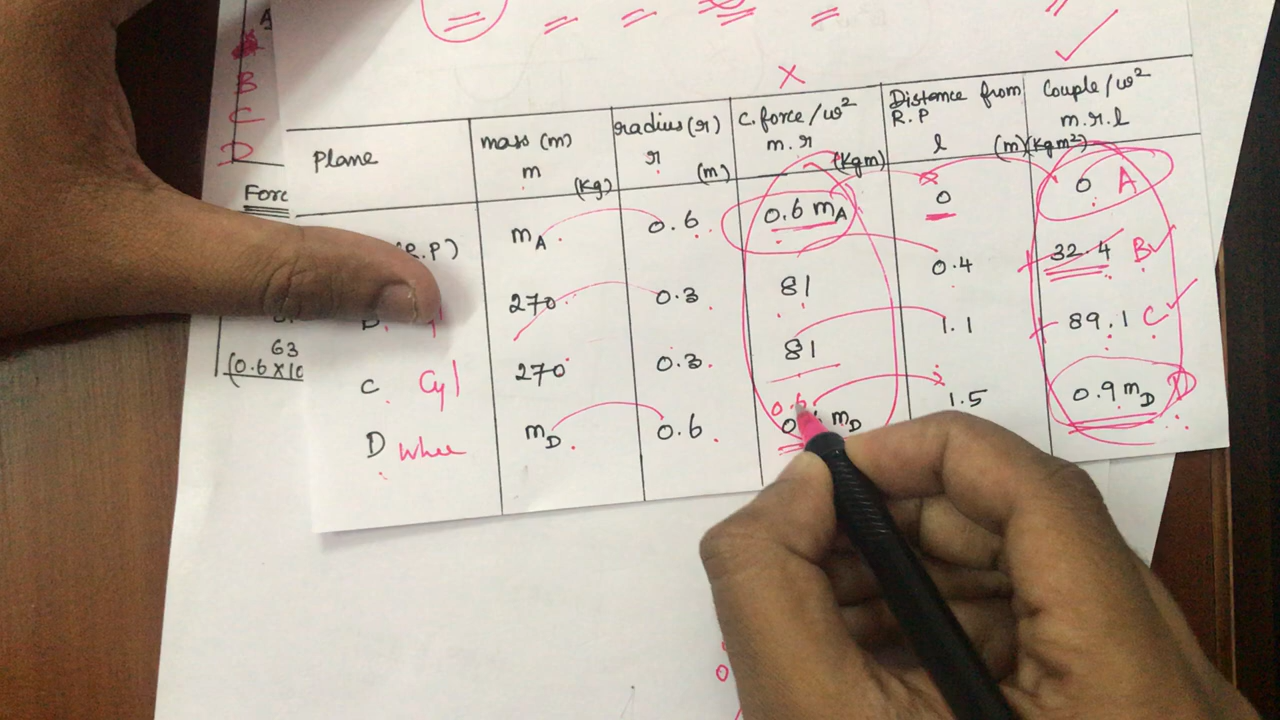 B
C
D
Forc
63
(0.6×10
Plane
mass (m)
m
(Kg)
radius (r)
r
(m)
C.force/ω²
m.r
(Kgm)
Distance from
R.P
l
(m)
Couple/ω²
m.r.l
(Kgm²)
R.P) mA 0.6 0.6 mA 0 0 A
270 0.3 81 0.4 32.4 B
C Cyl 270 0.3 81 1.1 89.1 C
0.6
D Whee mD 0.6 mD 1.5 0.9 mD D